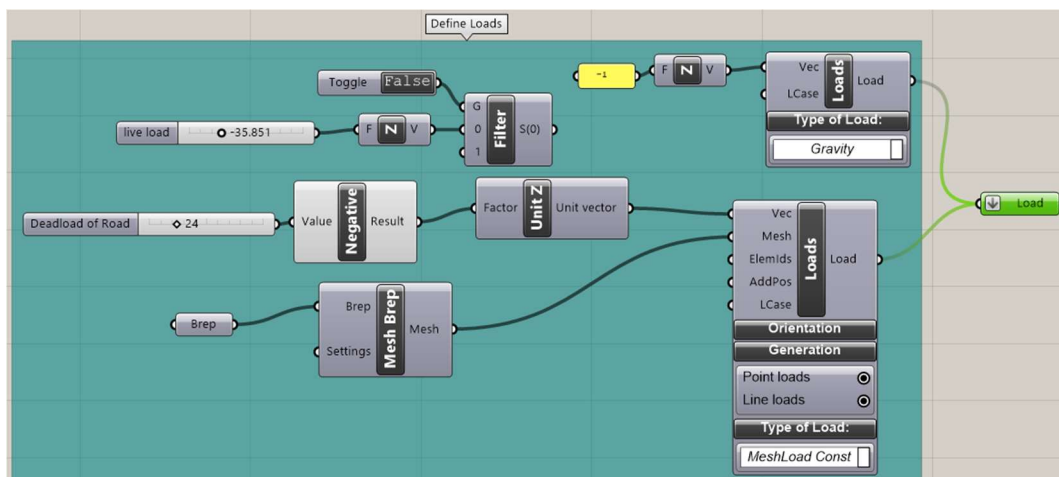 Define Loads
-1
F Z V
Vec
LCase
Loads
Load
Type of Load:
Gravity
Toggle False
live load -35.851
F Z V
G
0
1
Filter
S(0)
Deadload of Road 24
Value Negative Result
Factor Unit Z Unit vector
Brep
Brep
Settings
Mesh Brep
Mesh
Vec
Mesh
ElemIds
AddPos
LCase
Loads
Load
Orientation
Generation
Point loads
Line loads
Type of Load:
MeshLoad Const
Load